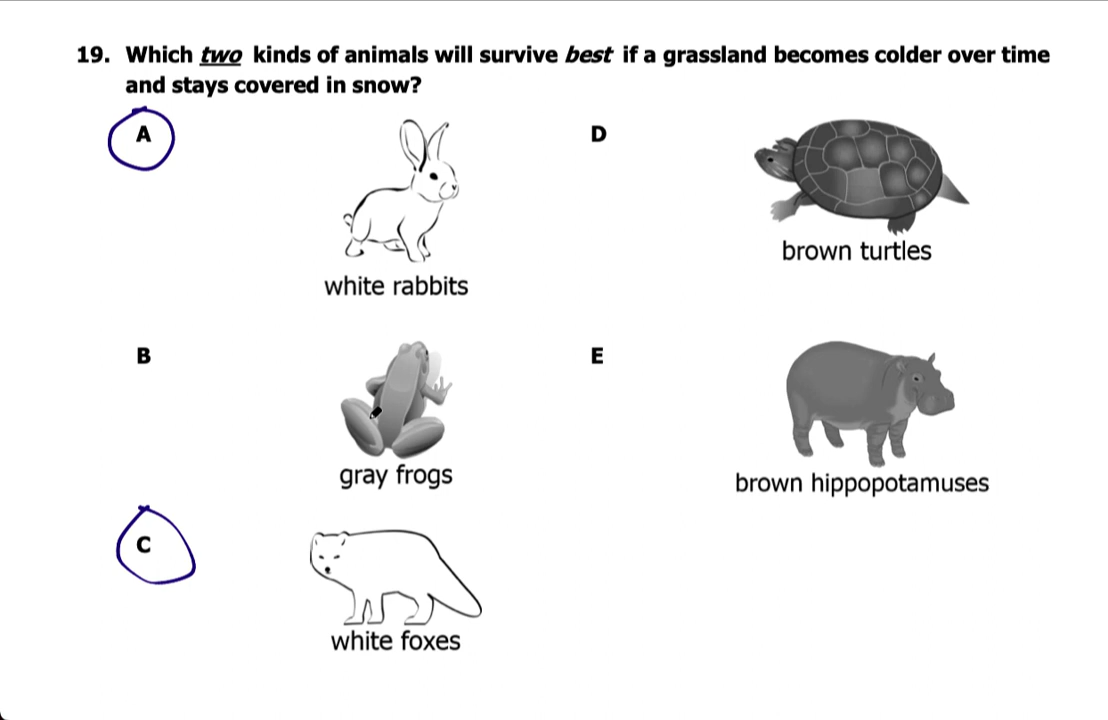 19. Which two kinds of animals will survive best if a grassland becomes colder over time
and stays covered in snow?
A
white rabbits
B
gray frogs
C
white foxes
D
brown turtles
E
brown hippopotamuses